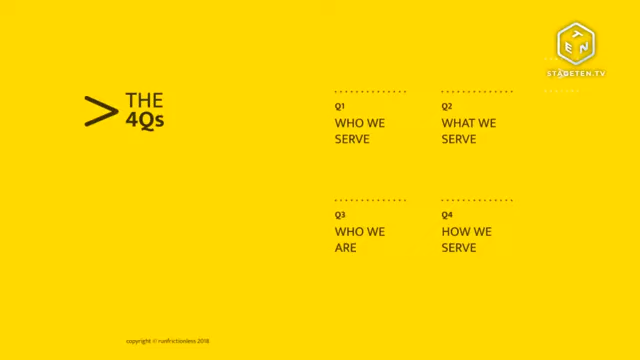 TEN
STAGETEN.TV
> THE
4Qs
Q1
WHO WE
SERVE
Q2
WHAT WE
SERVE
Q3
WHO WE
ARE
Q4
HOW WE
SERVE
copyright © runfrictionless 2018